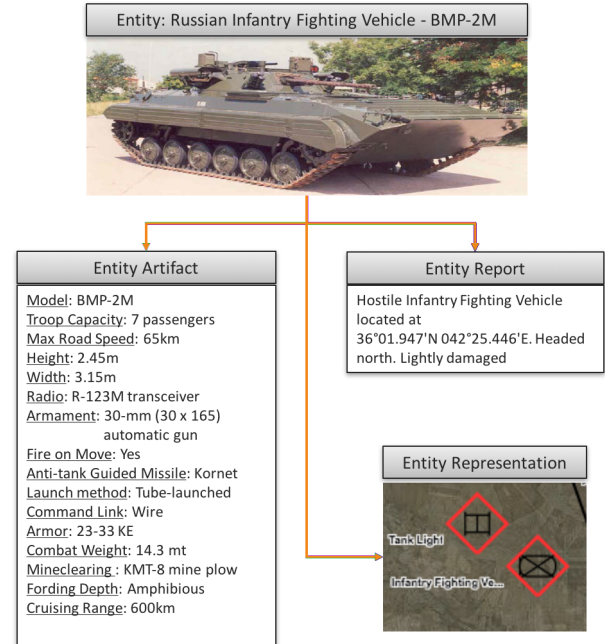 Entity: Russian Infantry Fighting Vehicle - BMP-2M
Entity Artifact
Model: BMP-2M
Troop Capacity: 7 passengers
Max Road Speed: 65km
Height: 2.45m
Width: 3.15m
Radio: R-123M transceiver
Armament: 30-mm (30 x 165)
automatic gun
Fire on Move: Yes
Anti-tank Guided Missile: Kornet
Launch method: Tube-launched
Command Link: Wire
Armor: 23-33 KE
Combat Weight: 14.3 mt
Mineclearing : KMT-8 mine plow
Fording Depth: Amphibious
Cruising Range: 600km
Entity Report
Hostile Infantry Fighting Vehicle
located at
36°01.947'N 042°25.446'E. Headed
north. Lightly damaged
Entity Representation
Tank Light
Infantry Fighting Ve...